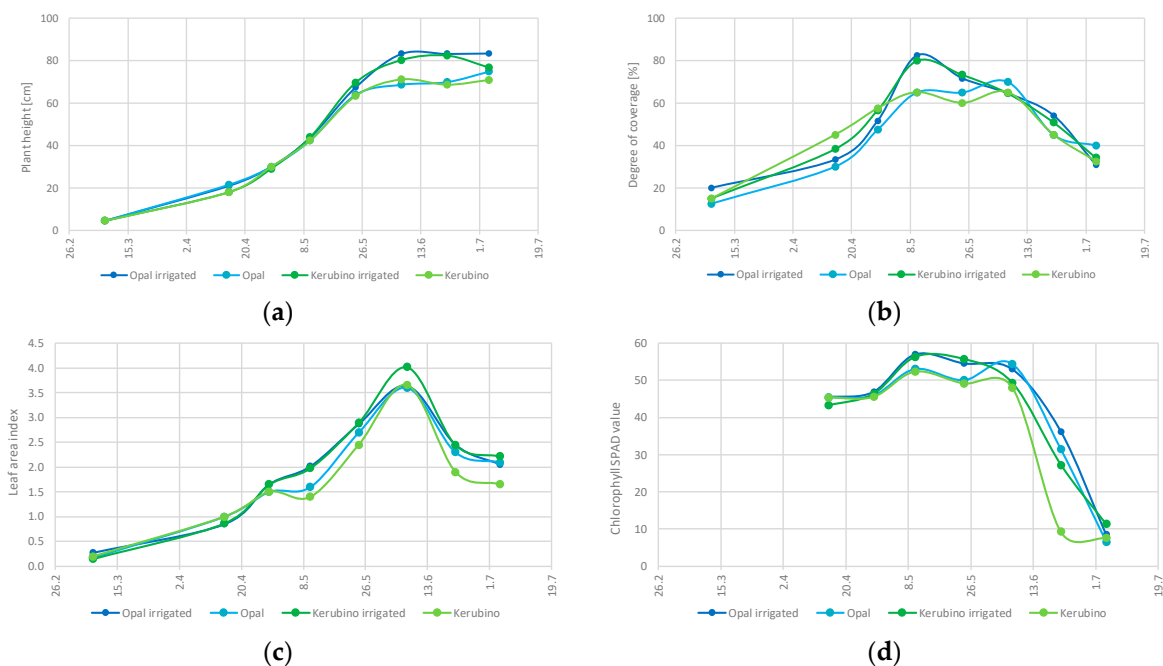 Plant height [cm]
100
80
60
40
20
0
26.2 15.3 2.4 20.4 8.5 26.5 13.6 1.7 19.7
Opal irrigated Opal Kerubino irrigated Kerubino
(a)
Degree of coverage [%]
100
80
60
40
20
0
26.2 15.3 2.4 20.4 8.5 26.5 13.6 1.7 19.7
Opal irrigated Opal Kerubino irrigated Kerubino
(b)
Leaf area index
4.5
4.0
3.5
3.0
2.5
2.0
1.5
1.0
0.5
0.0
26.2 15.3 2.4 20.4 8.5 26.5 13.6 1.7 19.7
Opal irrigated Opal Kerubino irrigated Kerubino
(c)
Chlorophyll SPAD value
60
50
40
30
20
10
0
26.2 15.3 2.4 20.4 8.5 26.5 13.6 1.7 19.7
Opal irrigated Opal Kerubino irrigated Kerubino
(d)